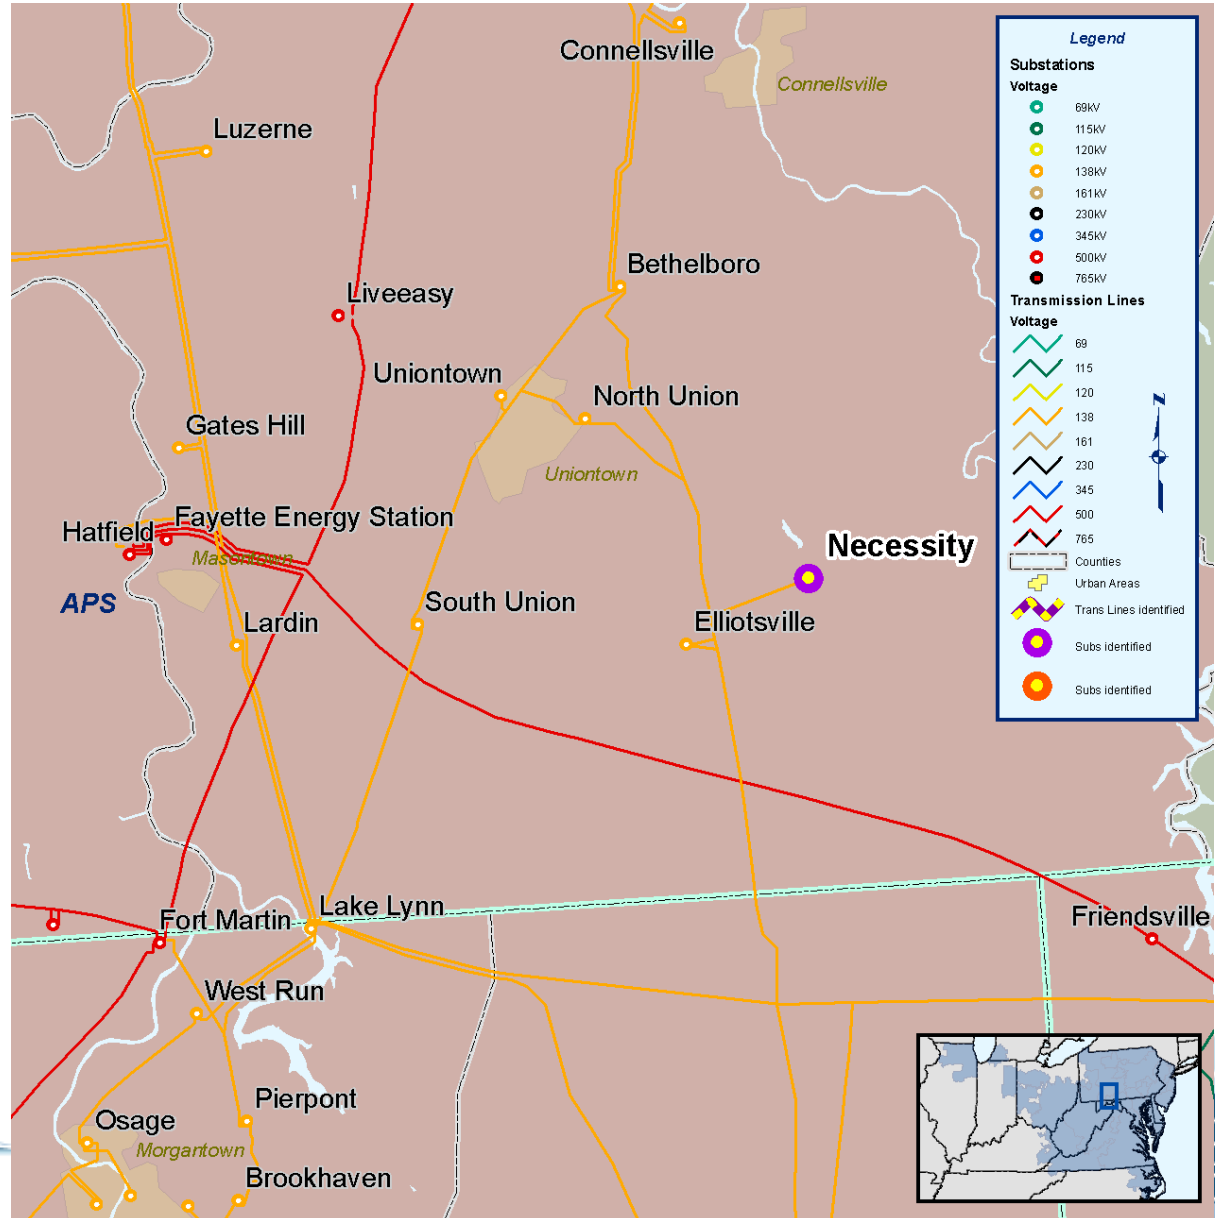 Connellsville
Connellsville
Luzerne
Bethelboro
Liveeasy
Uniontown
North Union
Gates Hill
Uniontown
Fayette Energy Station
Hatfield
Masontown
Necessity
APS
South Union
Lardin
Elliotsville
Lake Lynn
Fort Martin
Friendsville
West Run
Pierpont
Osage
Morgantown
Brookhaven
Legend
Substations
Voltage
69kV
115kV
120kV
138kV
161kV
230kV
345kV
500kV
765kV
Transmission Lines
Voltage
69
115
120
138
161
230
345
500
765
Counties
Urban Areas
Trans Lines identified
Subs identified
Subs identified
N